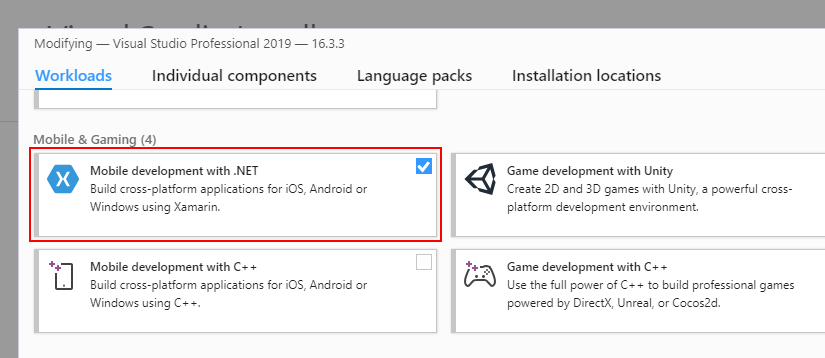 Modifying — Visual Studio Professional 2019 — 16.3.3
Workloads
Individual components
Language packs
Installation locations
Mobile & Gaming (4)
Mobile development with .NET
Build cross-platform applications for iOS, Android or
Windows using Xamarin.
Game development with Unity
Create 2D and 3D games with Unity, a powerful cross-
platform development environment.
Mobile development with C++
Build cross-platform applications for iOS, Android or
Windows using C++.
Game development with C++
Use the full power of C++ to build professional games
powered by DirectX, Unreal, or Cocos2d.